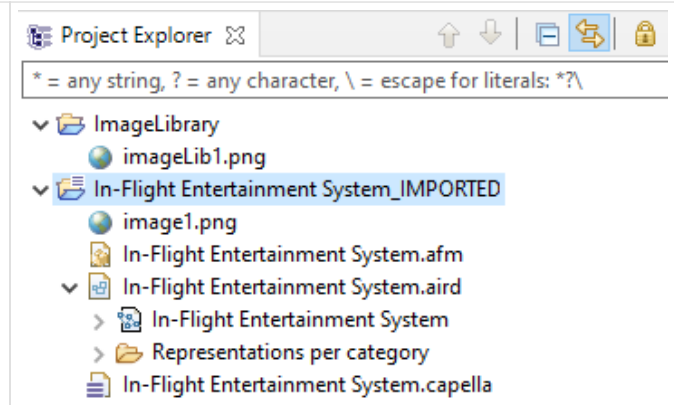 Project Explorer
* = any string, ? = any character, \ = escape for literals: *?\
ImageLibrary
imageLib1.png
In-Flight Entertainment System_IMPORTED
image1.png
In-Flight Entertainment System.afm
In-Flight Entertainment System.aird
In-Flight Entertainment System
Representations per category
In-Flight Entertainment System.capella